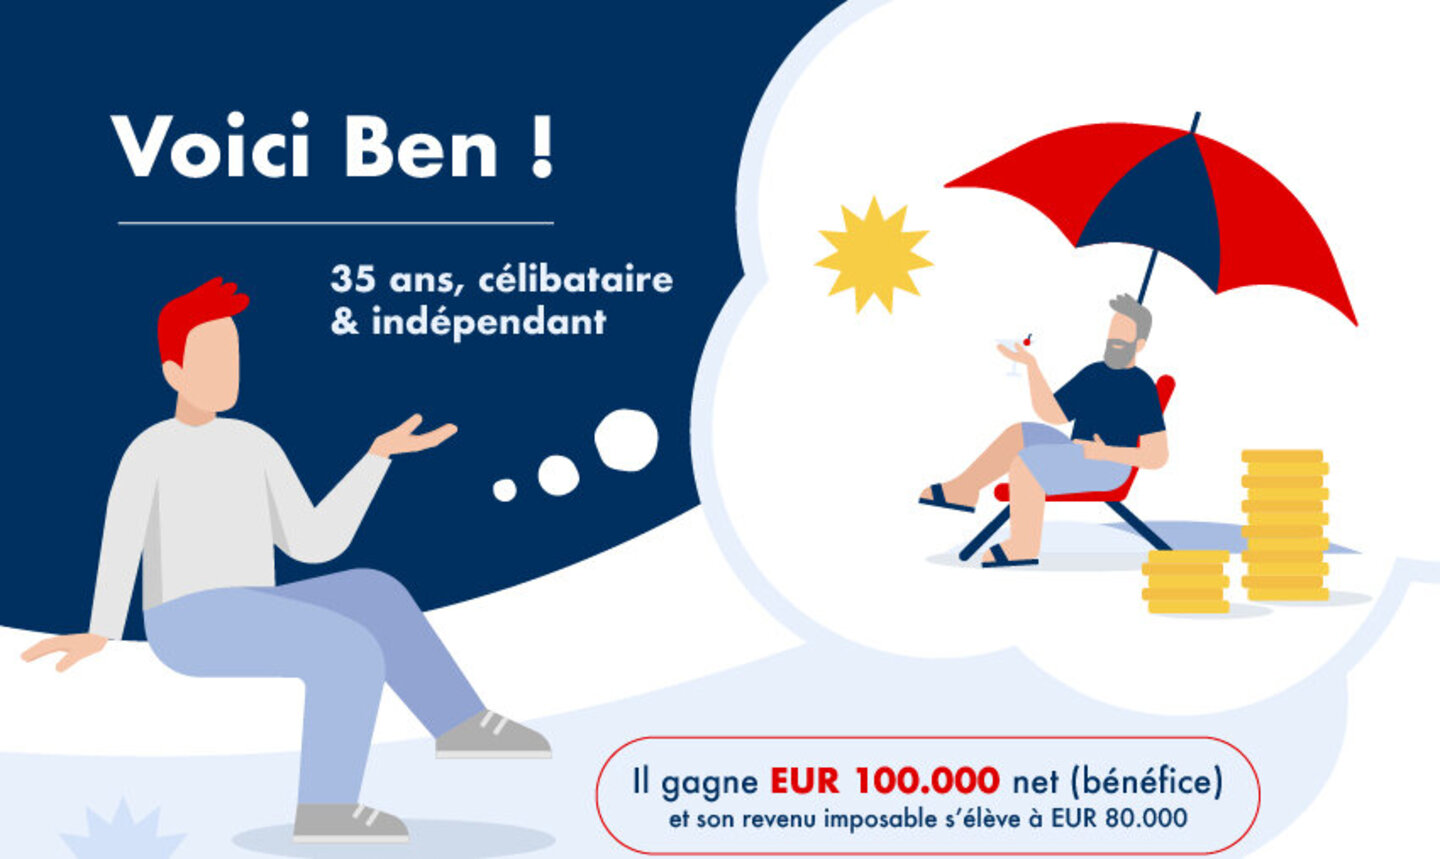 Voici Ben !
35 ans, célibataire
& indépendant
Il gagne EUR 100.000 net (bénéfice)
et son revenu imposable s’élève à EUR 80.000